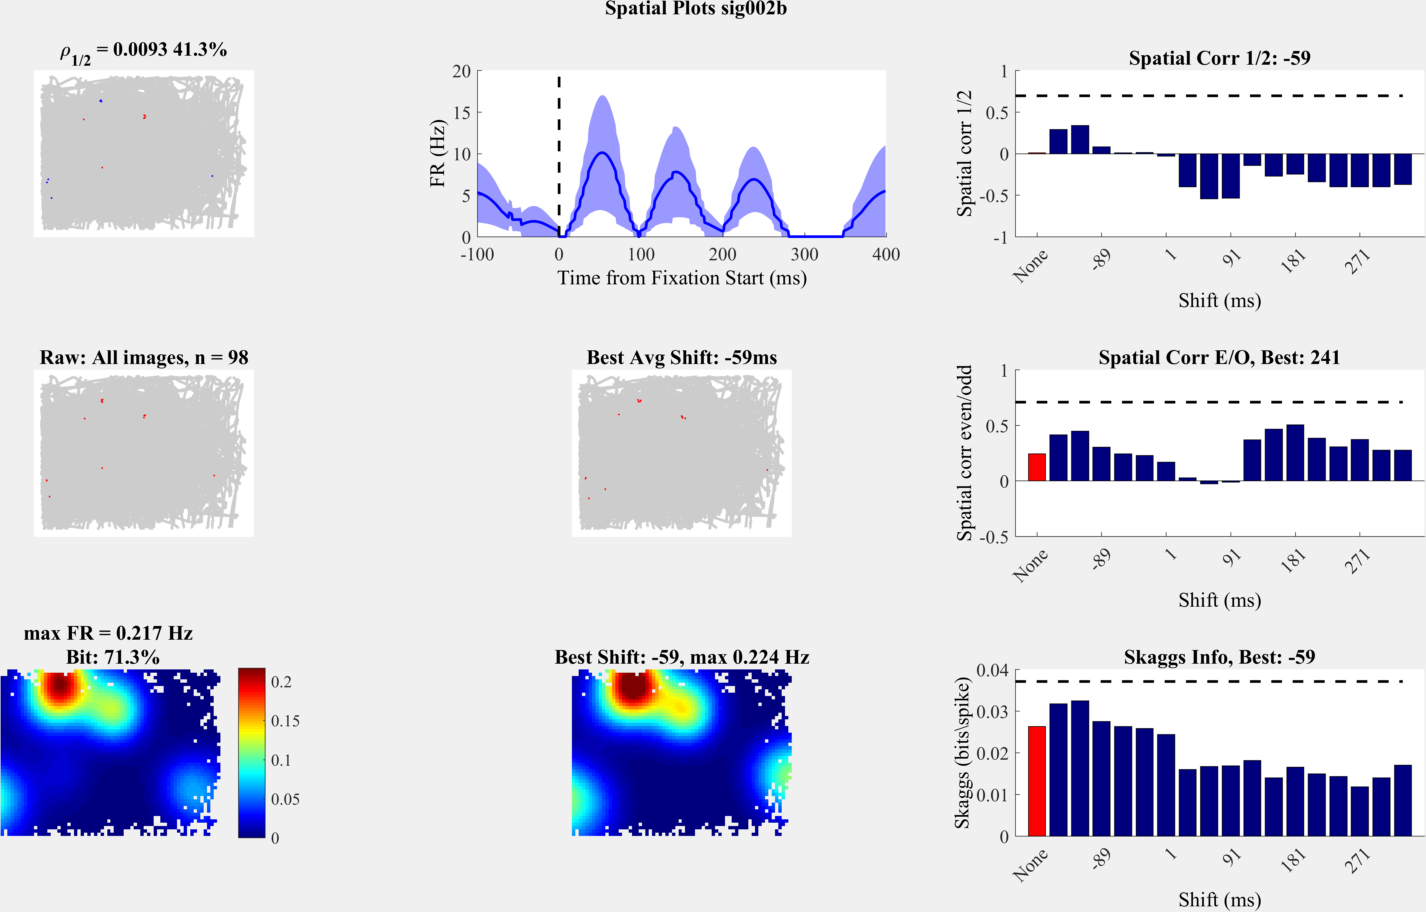 Spatial Plots sig002b
ρ1/2 = 0.0093 41.3%
FR (Hz)
20
15
10
5
0
-100
0
100
200
300
400
Time from Fixation Start (ms)
Spatial Corr 1/2: -59
Spatial corr 1/2
1
0.5
0
-0.5
-1
None
-89
1
91
181
271
Shift (ms)
Raw: All images, n = 98
Best Avg Shift: -59ms
Spatial Corr E/O, Best: 241
Spatial corr even/odd
1
0.5
0
-0.5
None
-89
1
91
181
271
Shift (ms)
max FR = 0.217 Hz
Bit: 71.3%
0.2
0.15
0.1
0.05
0
Best Shift: -59, max 0.224 Hz
Skaggs Info, Best: -59
Skaggs (bits\spike)
0.04
0.03
0.02
0.01
0
None
-89
1
91
181
271
Shift (ms)